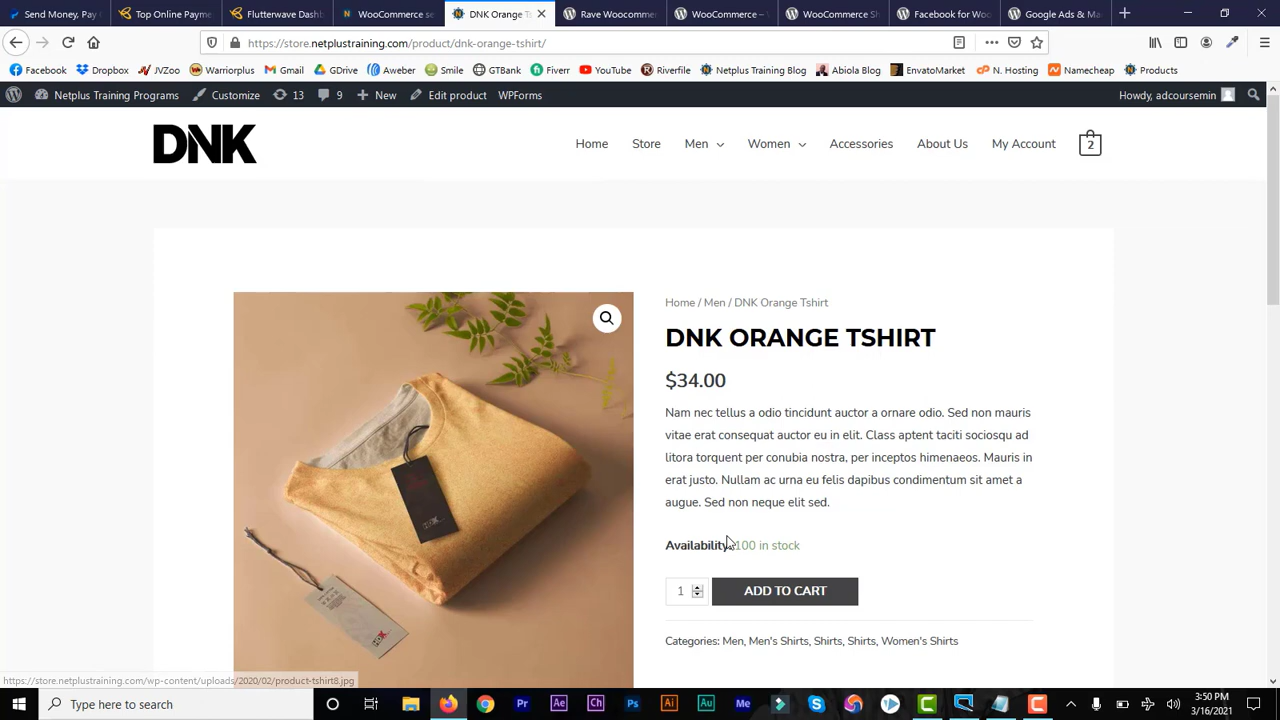 Send Money, Pay
Top Online Payme
Flutterwave Dashb
WooCommerce se
DNK Orange T
Rave Woocomme
WooCommerce –
WooCommerce Sh
Facebook for Woo
Google Ads & Ma
https://store.netplustraining.com/product/dnk-orange-tshirt/
Facebook Dropbox JVZoo Warriorplus Gmail GDrive Aweber Smile GTBank Fiverr YouTube Riverfile Netplus Training Blog Abiola Blog EnvatoMarket N. Hosting Namecheap Products
Netplus Training Programs Customize 13 9 New Edit product WPForms Howdy, adcoursemin
DNK Home Store Men Women Accessories About Us My Account 2
Home / Men / DNK Orange Tshirt
DNK ORANGE TSHIRT
$34.00
Nam nec tellus a odio tincidunt auctor a ornare odio. Sed non mauris
vitae erat consequat auctor eu in elit. Class aptent taciti sociosqu ad
litora torquent per conubia nostra, per inceptos himenaeos. Mauris in
erat justo. Nullam ac urna eu felis dapibus condimentum sit amet a
augue. Sed non neque elit sed.
Availability: 100 in stock
1 ADD TO CART
Categories: Men, Men's Shirts, Shirts, Shirts, Women's Shirts
https://store.netplustraining.com/wp-content/uploads/2020/02/product-tshirt8.jpg
Type here to search
3:50 PM
3/16/2021